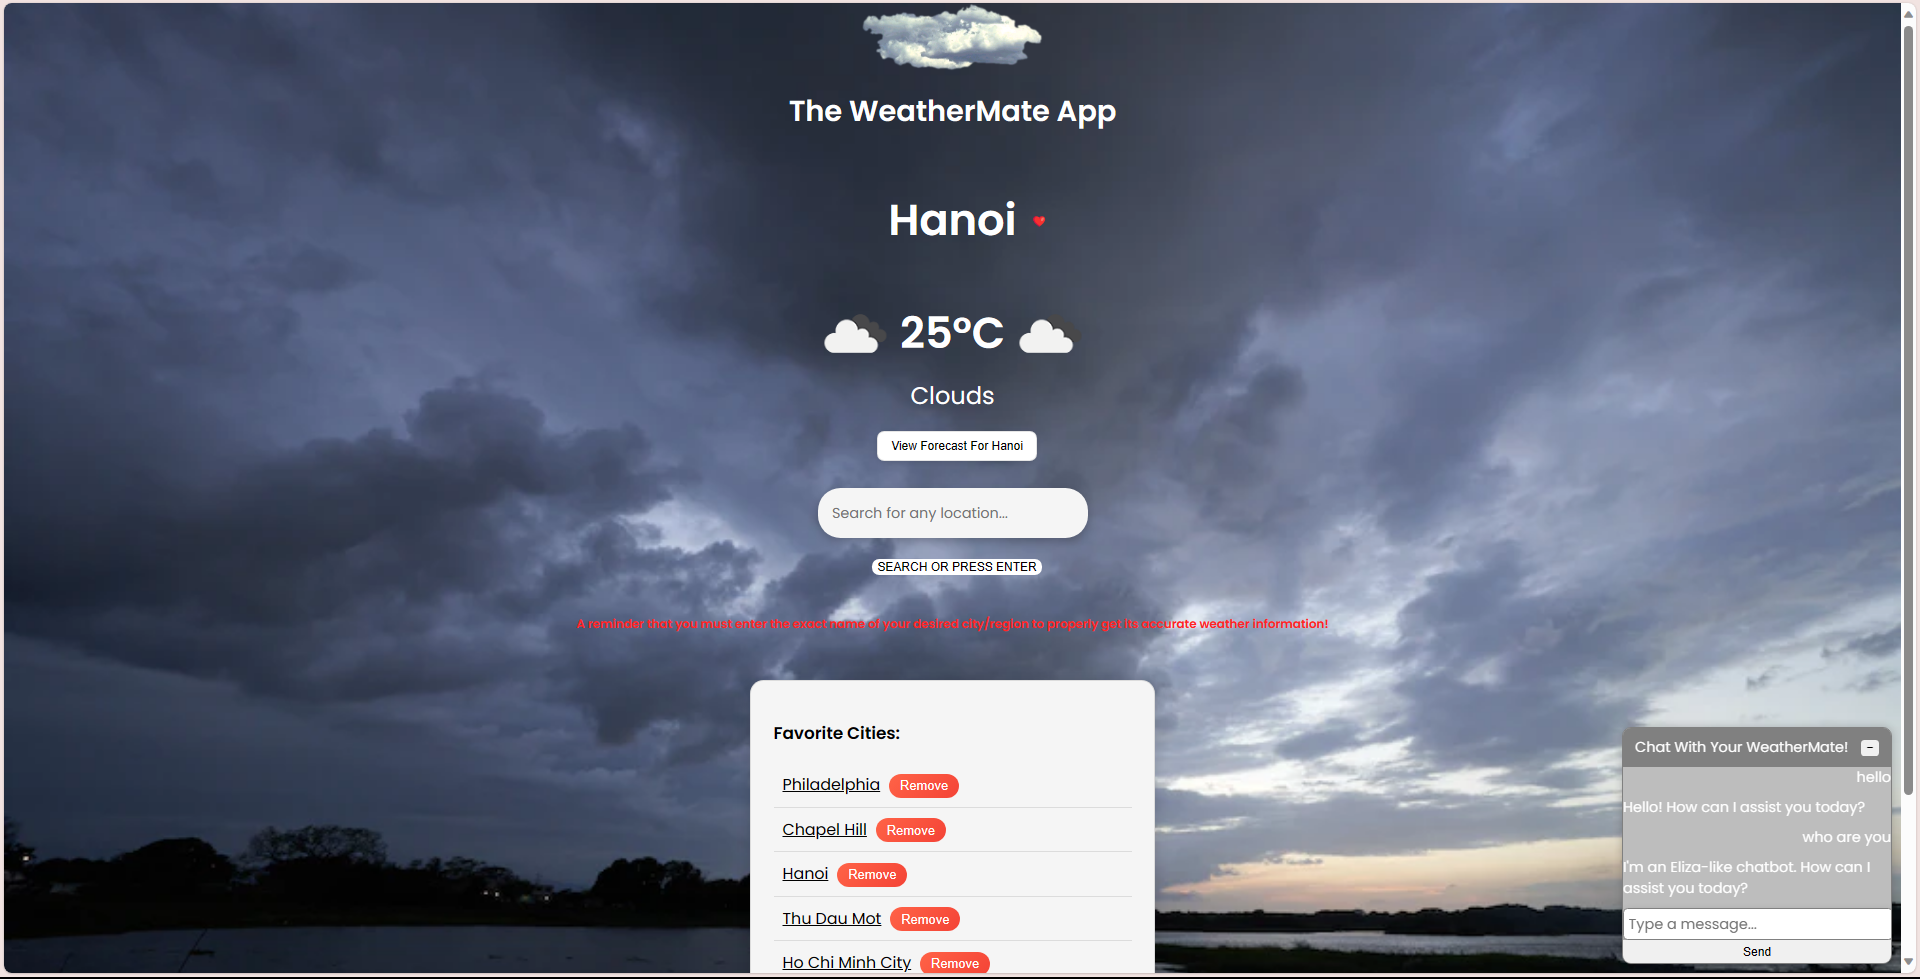 The WeatherMate App
Hanoi
25°C
Clouds
View Forecast For Hanoi
Search for any location...
SEARCH OR PRESS ENTER
A reminder that you must enter the exact name of your desired city/region to properly get its accurate weather information!
Favorite Cities:
Philadelphia Remove
Chapel Hill Remove
Hanoi Remove
Thu Dau Mot Remove
Ho Chi Minh City Remove
Chat With Your WeatherMate! -
hello
Hello! How can I assist you today?
who are you
I'm an Eliza-like chatbot. How can I
assist you today?
Type a message...
Send